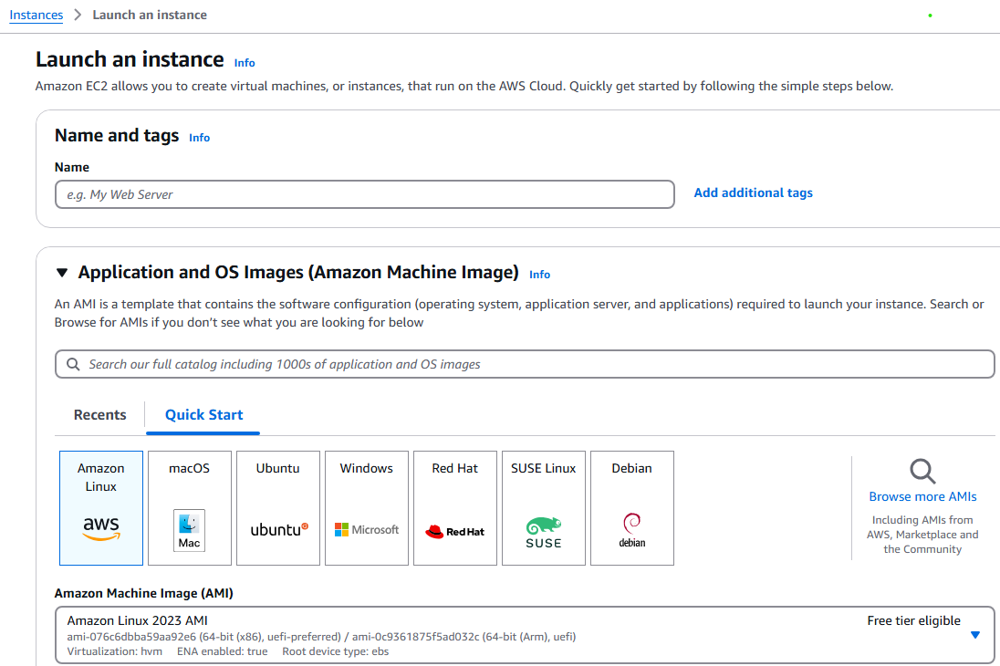 Instances > Launch an instance
Launch an instance Info
Amazon EC2 allows you to create virtual machines, or instances, that run on the AWS Cloud. Quickly get started by following the simple steps below.
Name and tags Info
Name
e.g. My Web Server
Add additional tags
Application and OS Images (Amazon Machine Image) Info
An AMI is a template that contains the software configuration (operating system, application server, and applications) required to launch your instance. Search or
Browse for AMIs if you don’t see what you are looking for below
Search our full catalog including 1000s of application and OS images
Recents
Quick Start
Amazon
Linux
aws
macOS
Mac
Ubuntu
ubuntu
Windows
Microsoft
Red Hat
Red Hat
SUSE Linux
SUSE
Debian
debian
Browse more AMIs
Including AMIs from
AWS, Marketplace and
the Community
Amazon Machine Image (AMI)
Amazon Linux 2023 AMI
Free tier eligible
ami-076c6dbba59aa92e6 (64-bit (x86), uefi-preferred) / ami-0c9361875f5ad032c (64-bit (Arm), uefi)
Virtualization: hvm ENA enabled: true Root device type: ebs